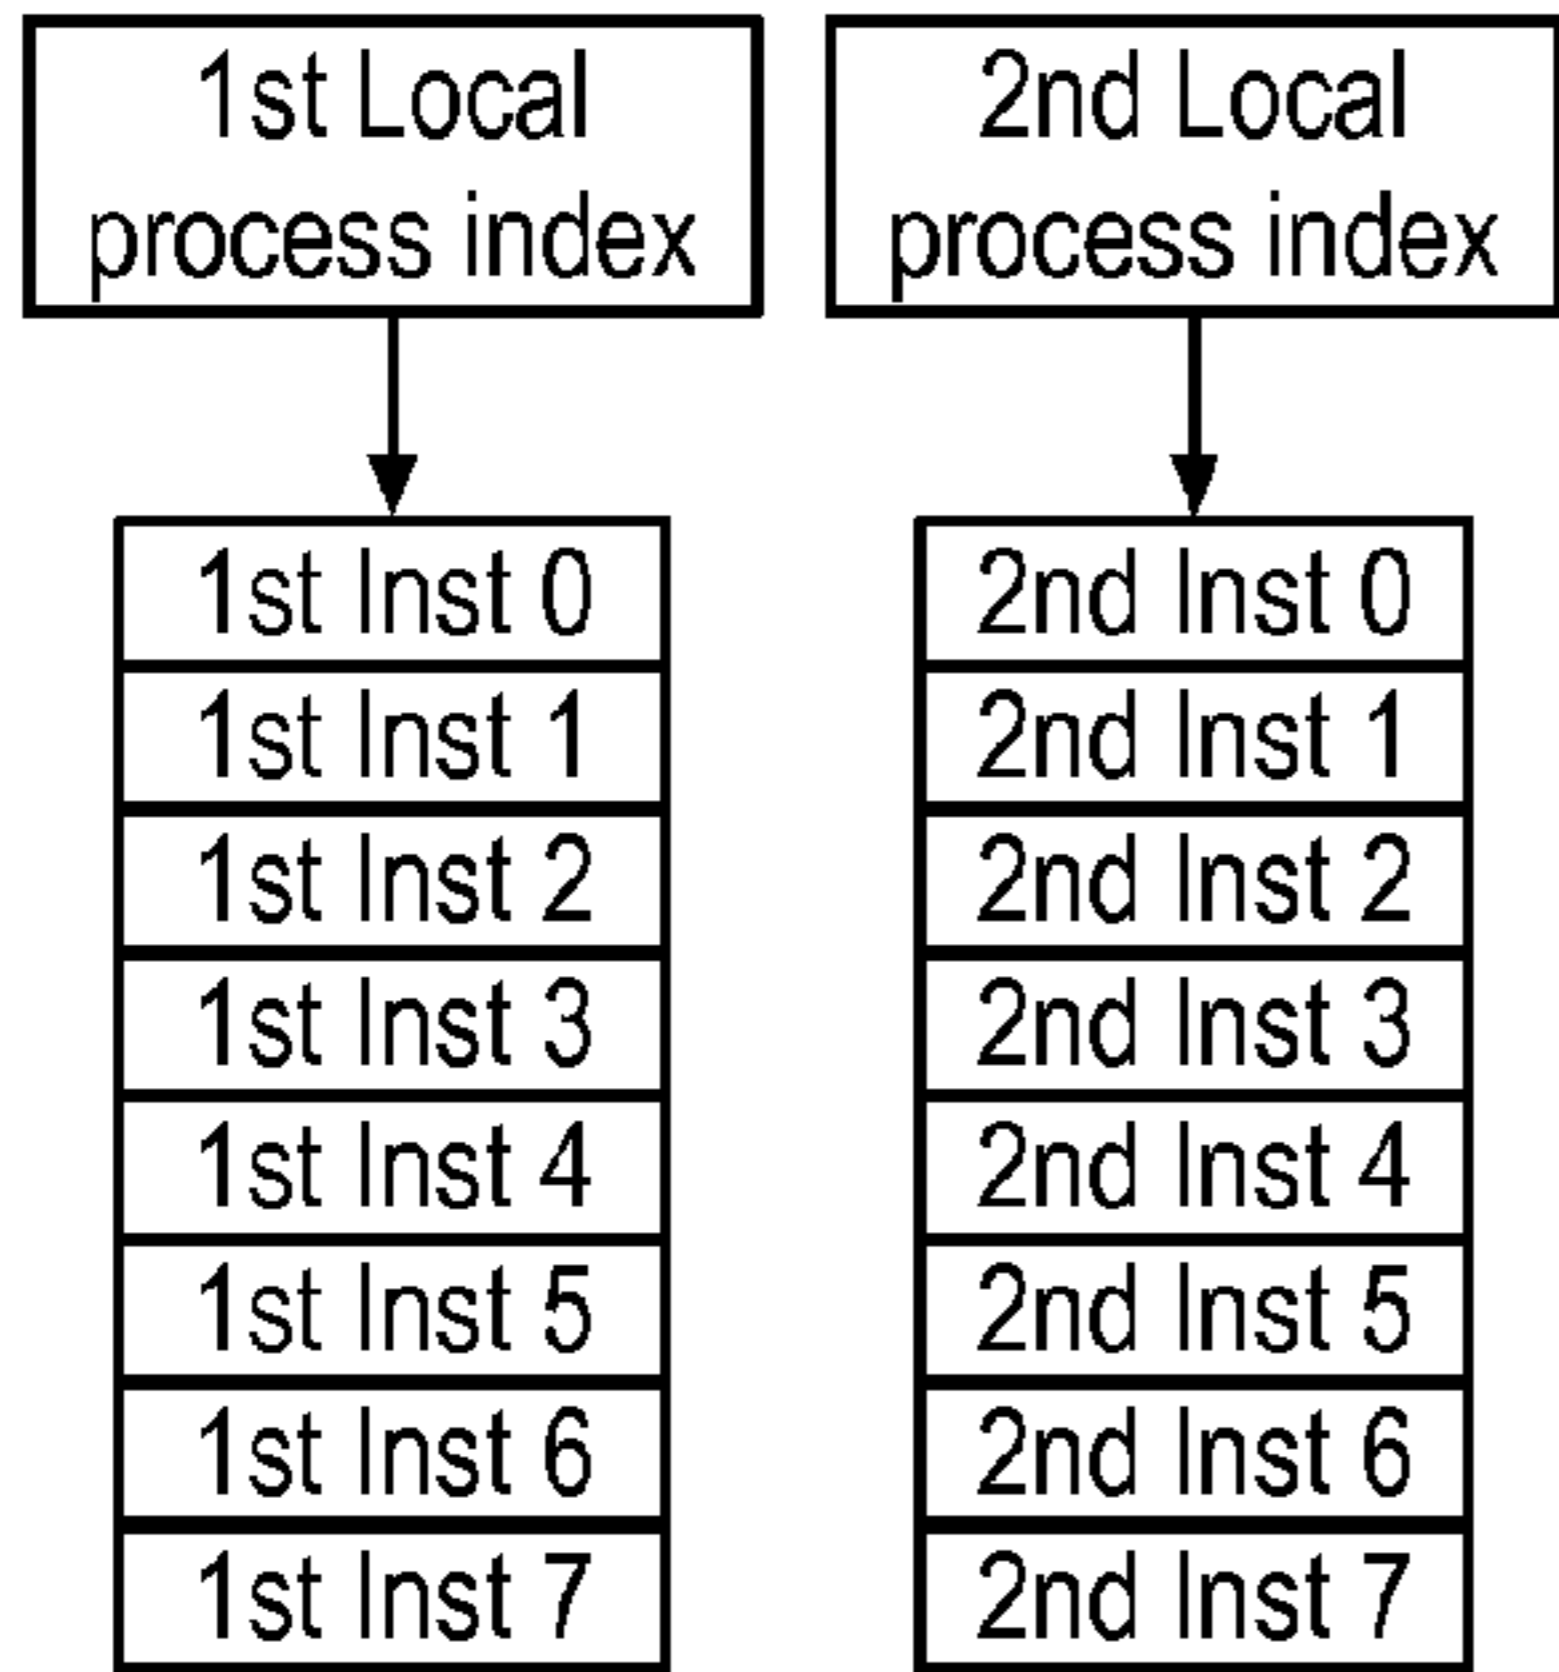 1st Local
process index
2nd Local
process index
1st Inst 0
1st Inst 1
1st Inst 2
1st Inst 3
1st Inst 4
1st Inst 5
1st Inst 6
1st Inst 7
2nd Inst 0
2nd Inst 1
2nd Inst 2
2nd Inst 3
2nd Inst 4
2nd Inst 5
2nd Inst 6
2nd Inst 7